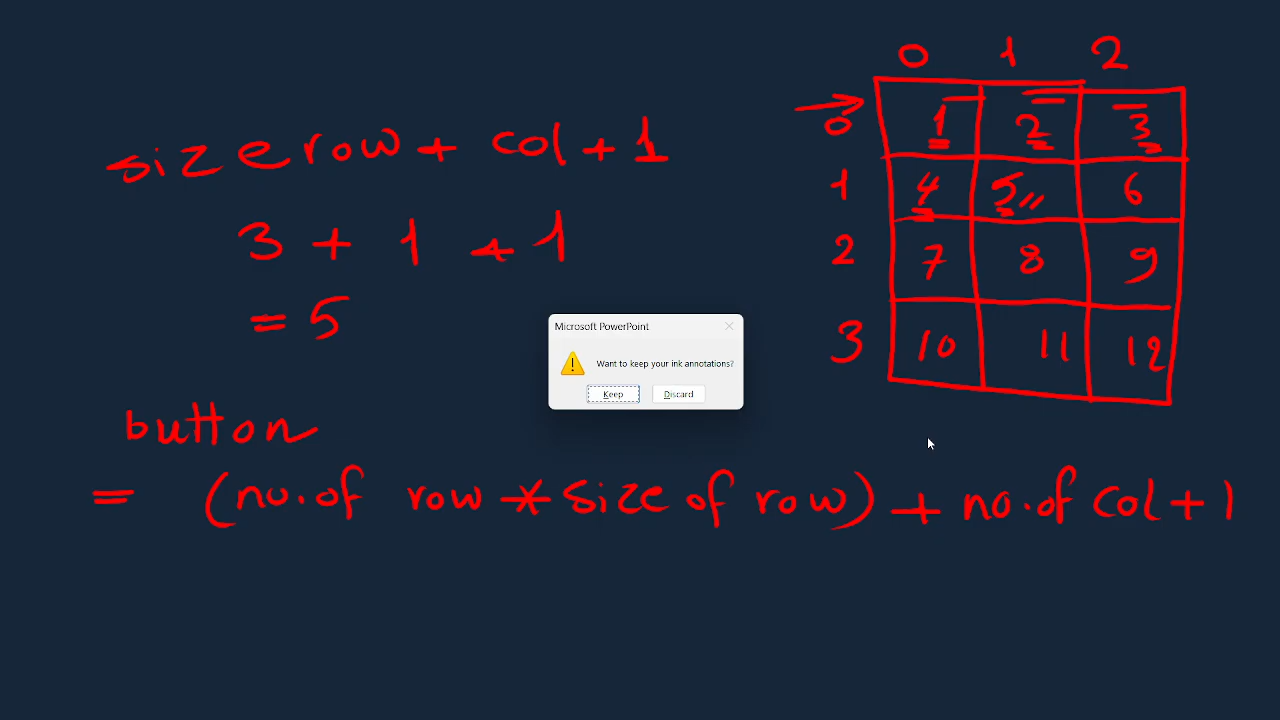 0 1 2
0 1 2 3
1 4 5 6
2 7 8 9
3 10 11 12
size row + col + 1
3 + 1 + 1
= 5
Microsoft PowerPoint
Want to keep your ink annotations?
Keep Discard
button
= (no. of row * size of row) + no. of col + 1